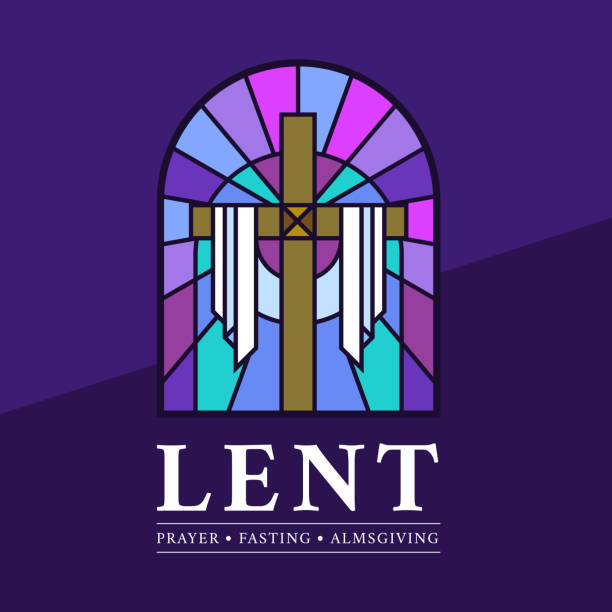 LENT
PRAYER • FASTING • ALMSGIVING